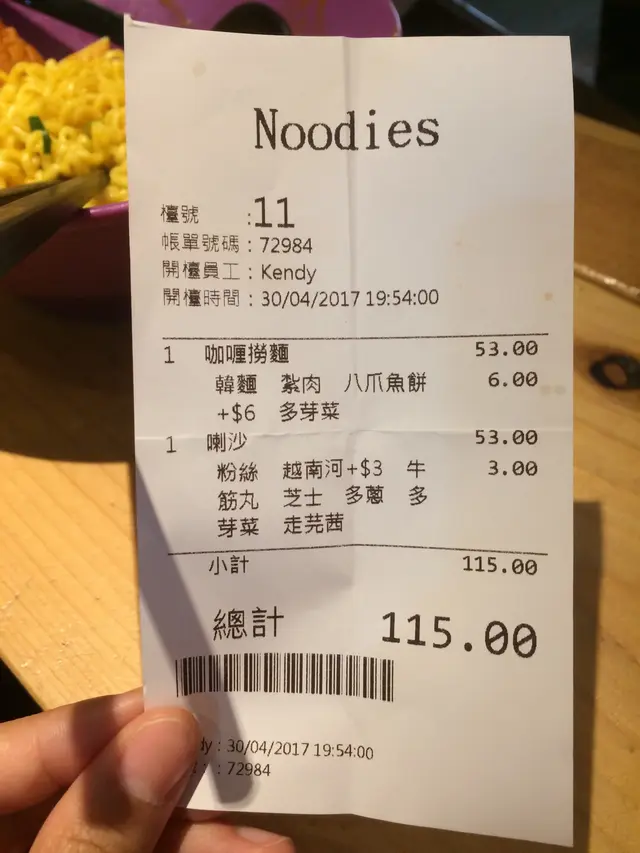 Noodies
檯號 :11
帳單號碼 : 72984
開檯員工 : Kendy
開檯時間 : 30/04/2017 19:54:00
1 咖喱撈麵 53.00
韓麵 紮肉 八爪魚餅 6.00
+$6 多芽菜
1 喇沙 53.00
粉絲 越南河+$3 牛 3.00
筋丸 芝士 多蔥 多
芽菜 走芫茜
小計 115.00
總計 115.00
dy : 30/04/2017 19:54:00
: 72984